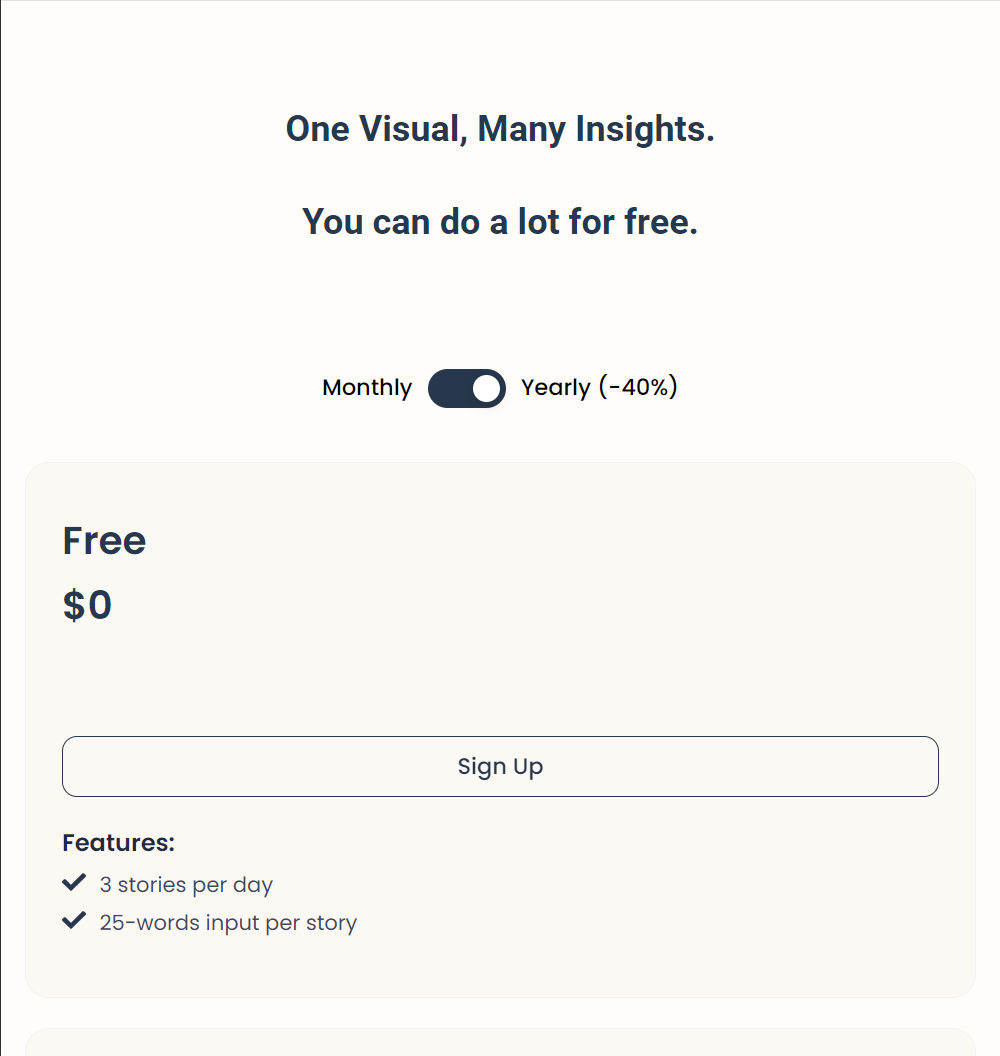 One Visual, Many Insights.
You can do a lot for free.
Monthly Yearly (-40%)
Free
$0
Sign Up
Features:
3 stories per day
25-words input per story